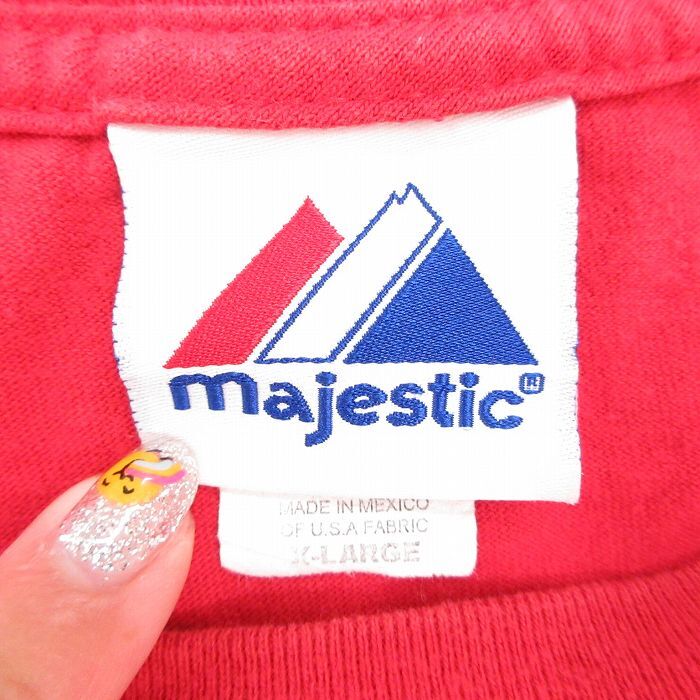 majestic®
MADE IN MEXICO
OF U.S.A FABRIC
X-LARGE